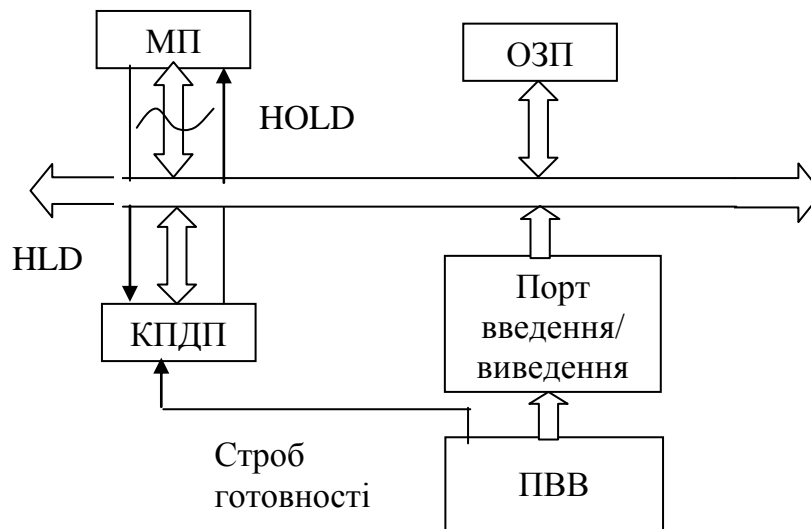 МП
ОЗП
HOLD
HLD
КПДП
Порт
введення/
виведення
Строб
готовності
ПВВ